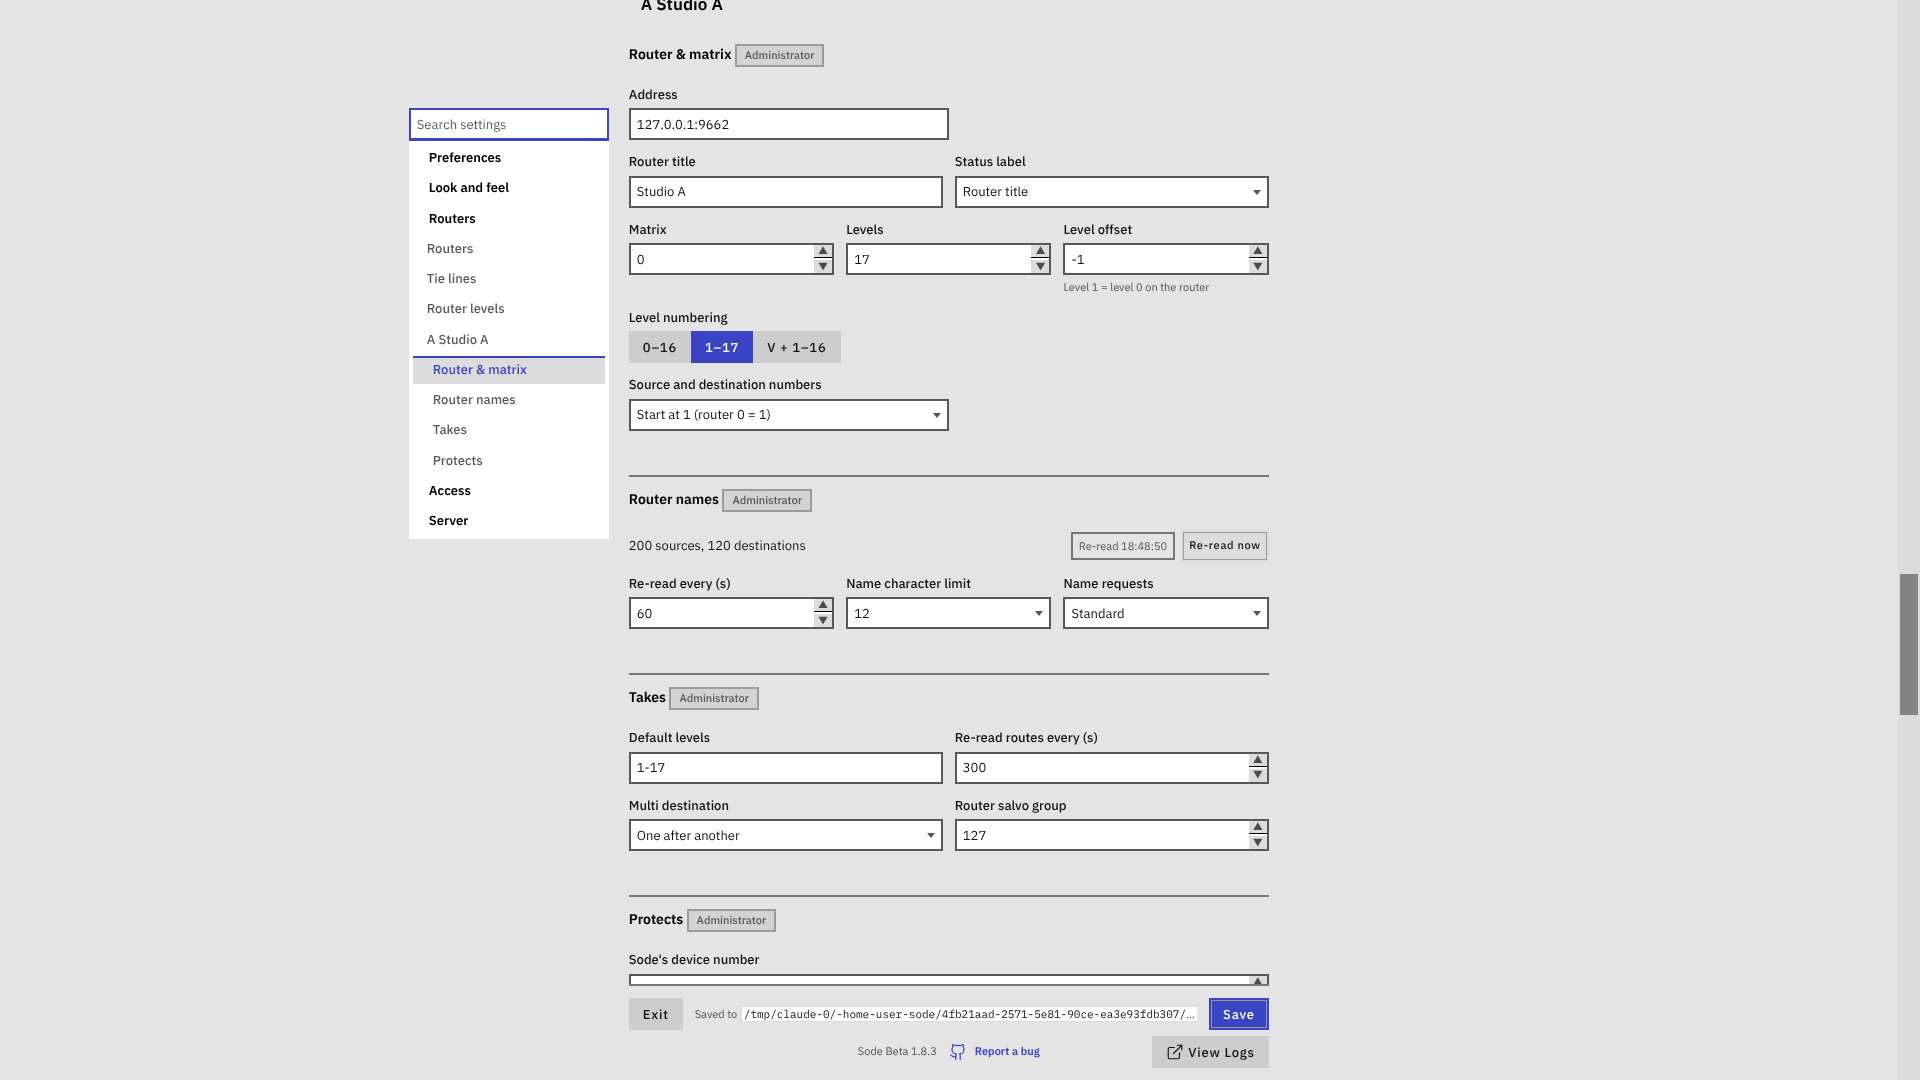 A Studio A
Router & matrix Administrator
Address
127.0.0.1:9662
Router title
Status label
Studio A
Router title
Matrix
Levels
Level offset
0
17
-1
Level 1 = level 0 on the router
Level numbering
0–16
1–17
V + 1–16
Source and destination numbers
Start at 1 (router 0 = 1)
Search settings
Preferences
Look and feel
Routers
Routers
Tie lines
Router levels
A Studio A
Router & matrix
Router names
Takes
Protects
Access
Server
Router names Administrator
200 sources, 120 destinations
Re-read 18:48:50
Re-read now
Re-read every (s)
Name character limit
Name requests
60
12
Standard
Takes Administrator
Default levels
Re-read routes every (s)
1-17
300
Multi destination
Router salvo group
One after another
127
Protects Administrator
Sode's device number
Exit
Saved to /tmp/claude-0/-home-user-sode/4fb21aad-2571-5e81-90ce-ea3e93fdb307/…
Save
Sode Beta 1.8.3
Report a bug
View Logs